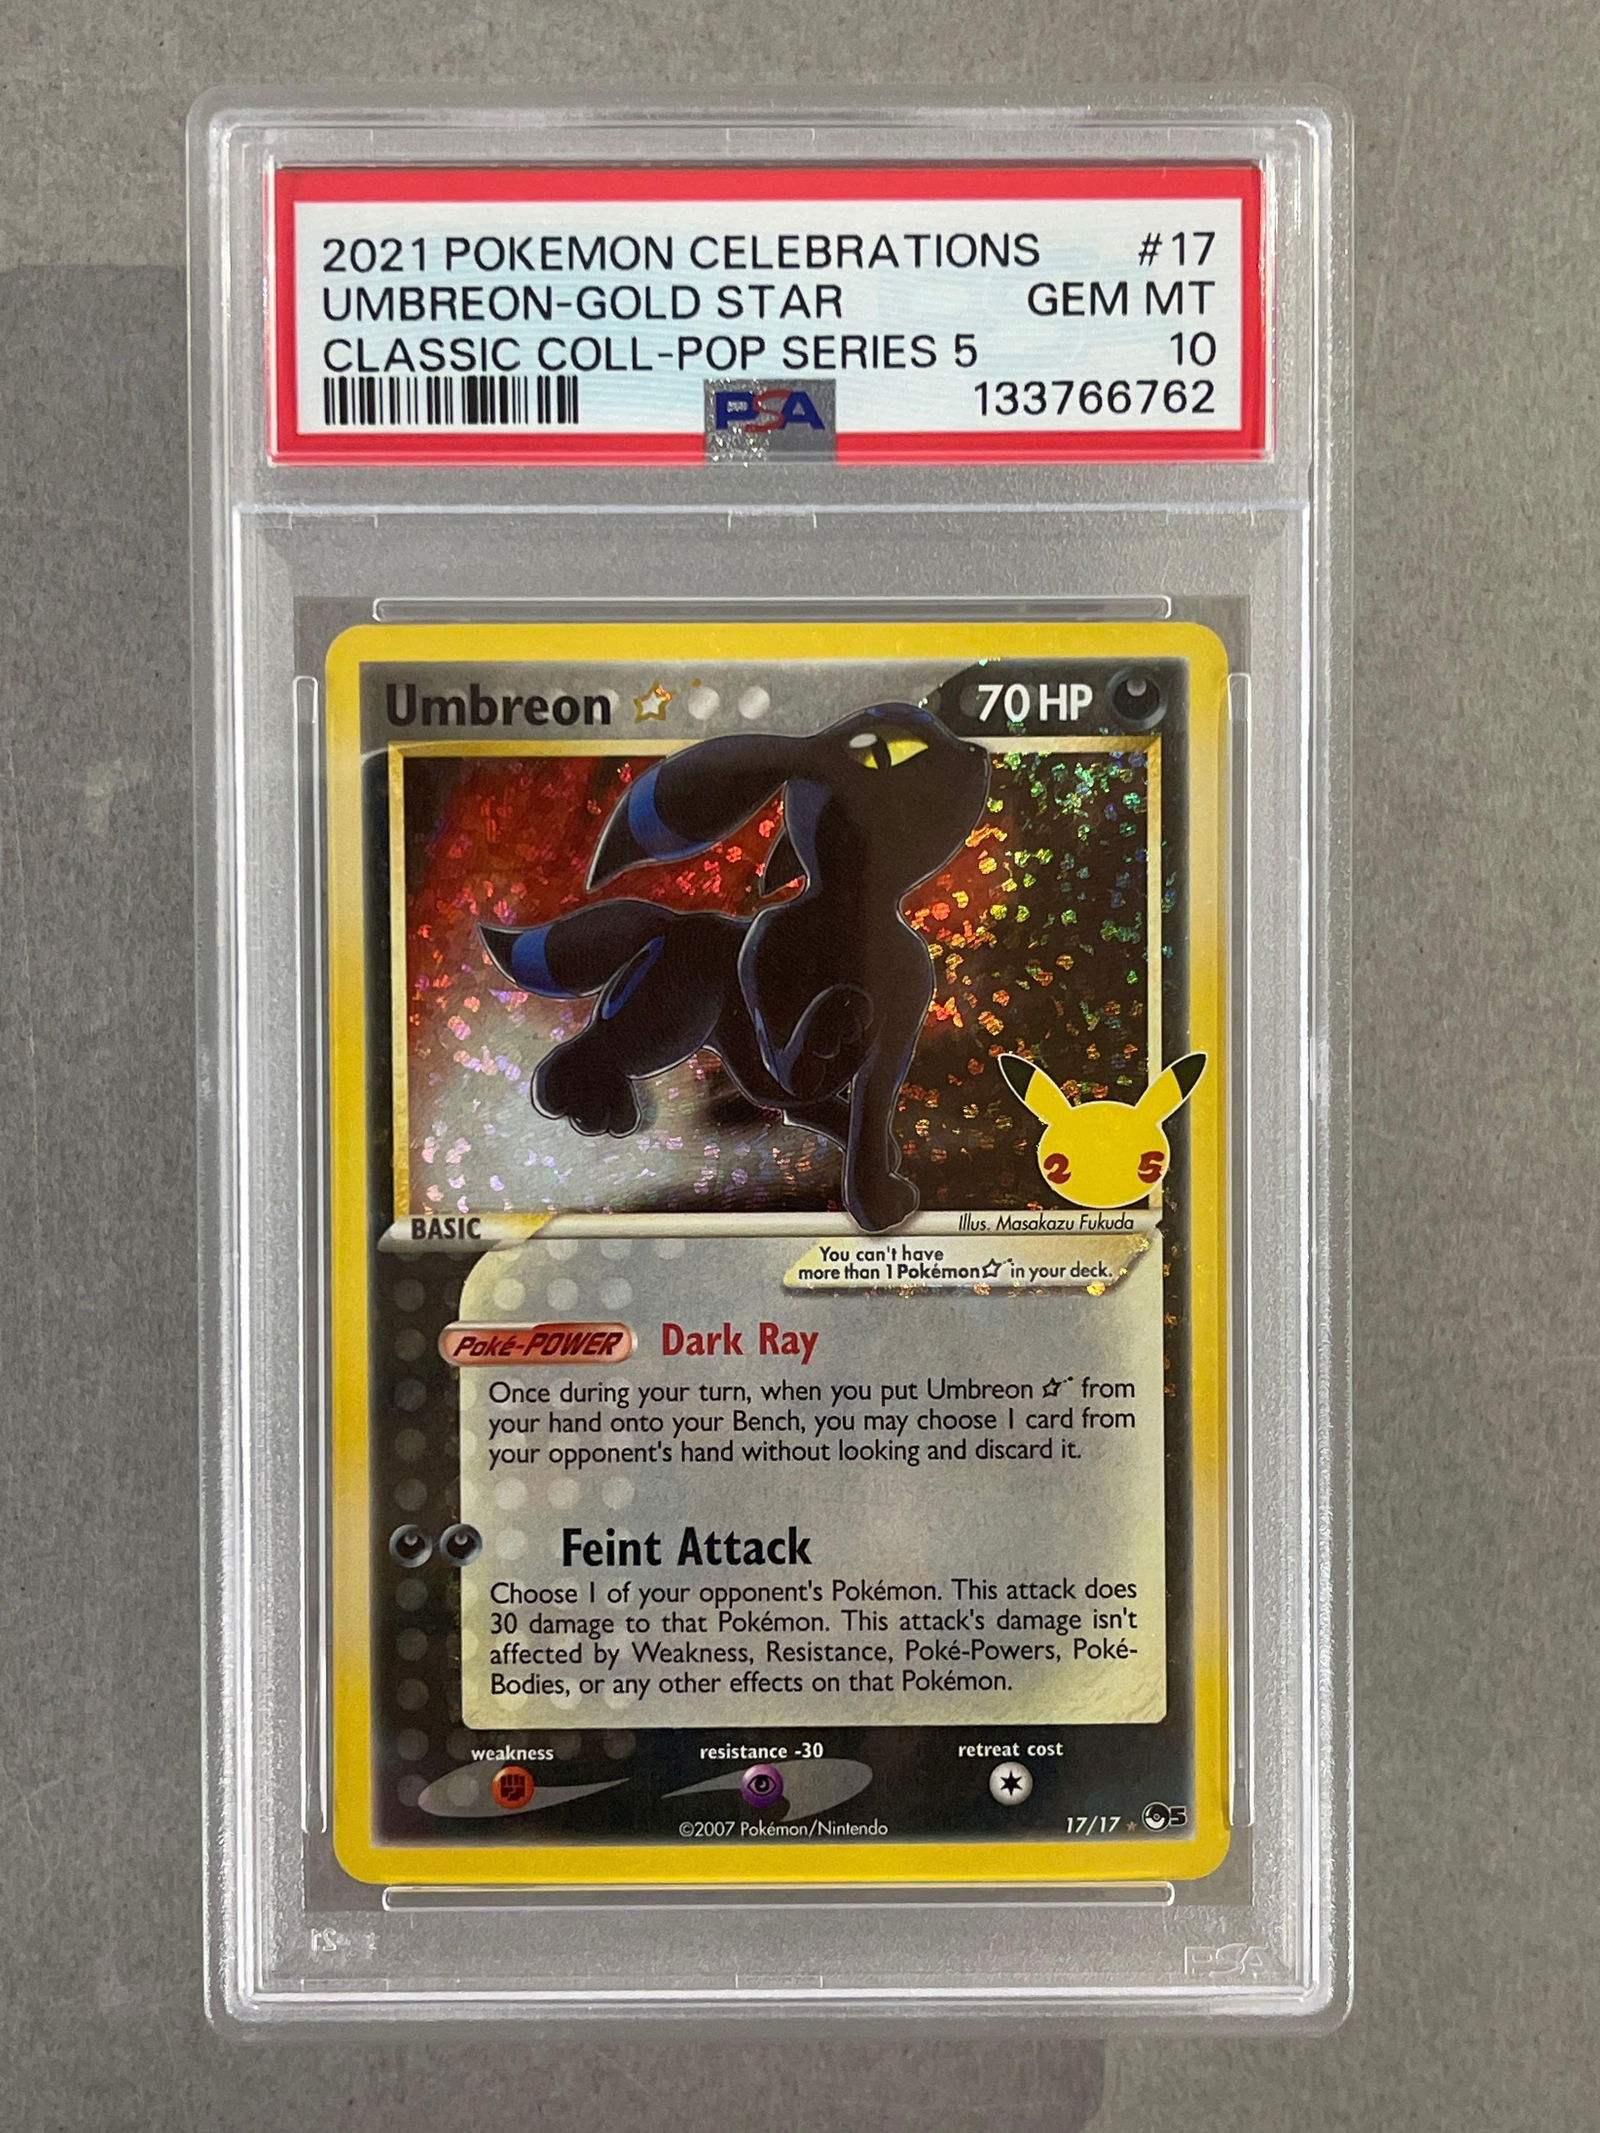 2021 POKEMON CELEBRATIONS #17
UMBREON-GOLD STAR GEM MT
CLASSIC COLL-POP SERIES 5 10
PSA 133766762
Umbreon ☆ 70 HP
25
BASIC Illus. Masakazu Fukuda
You can't have
more than 1 Pokémon☆ in your deck.
Poké-POWER Dark Ray
Once during your turn, when you put Umbreon ☆ from
your hand onto your Bench, you may choose 1 card from
your opponent's hand without looking and discard it.
Feint Attack
Choose 1 of your opponent's Pokémon. This attack does
30 damage to that Pokémon. This attack's damage isn't
affected by Weakness, Resistance, Poké-Powers, Poké-
Bodies, or any other effects on that Pokémon.
weakness resistance -30 retreat cost
©2007 Pokémon/Nintendo 17/17 ★ 5
PSA